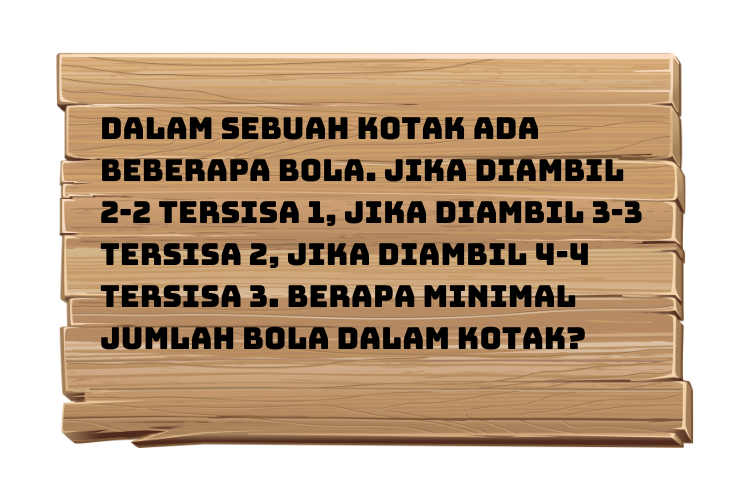 DALAM SEBUAH KOTAK ADA
BEBERAPA BOLA. JIKA DIAMBIL
2-2 TERSISA 1, JIKA DIAMBIL 3-3
TERSISA 2, JIKA DIAMBIL 4-4
TERSISA 3. BERAPA MINIMAL
JUMLAH BOLA DALAM KOTAK?